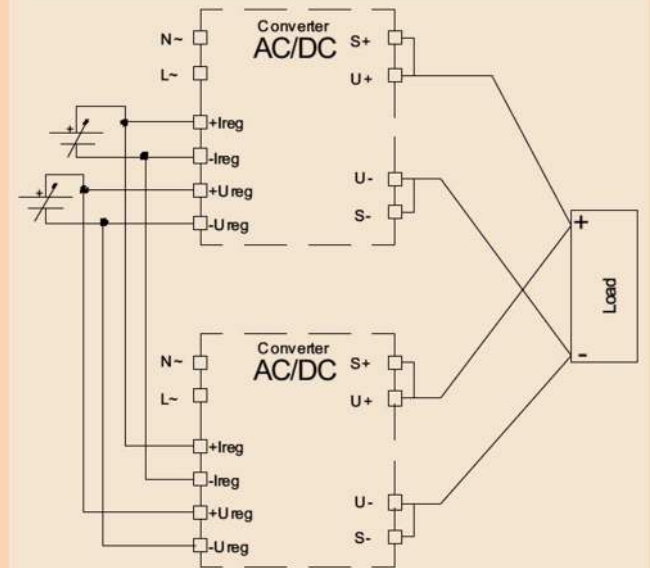 Converter
AC/DC
N~
L~
+Ireg
-Ireg
+Ureg
-Ureg
S+
U+
U-
S-
+
+
+
-
Load
Converter
AC/DC
N~
L~
+Ireg
-Ireg
+Ureg
-Ureg
S+
U+
U-
S-